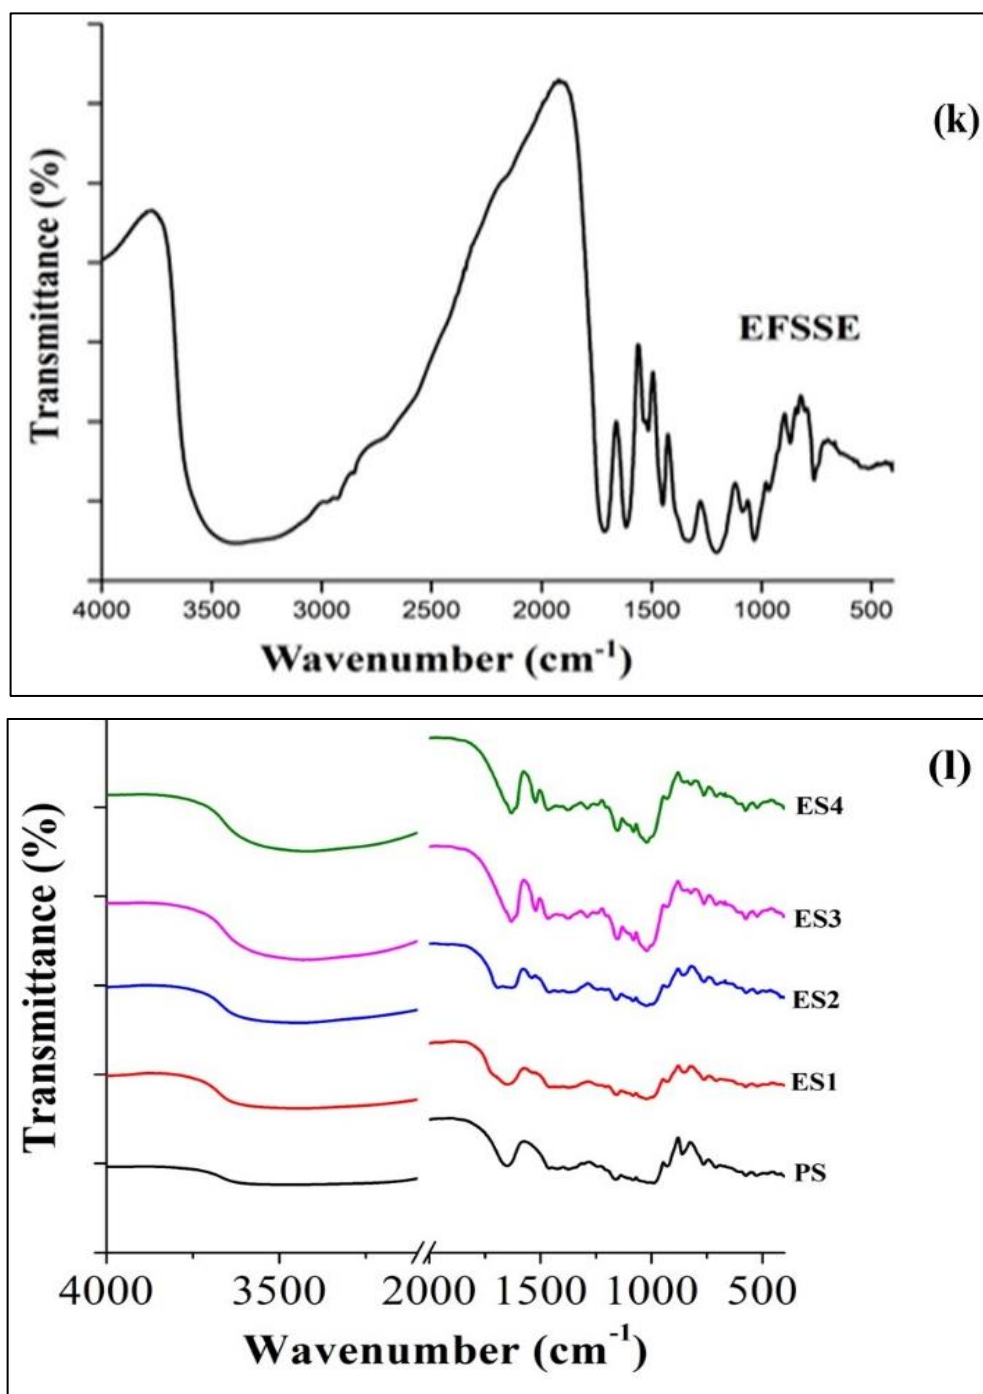 (k)
Transmittance (%)
EFSSE
4000 3500 3000 2500 2000 1500 1000 500
Wavenumber (cm⁻¹)
(l)
Transmittance (%)
ES4
ES3
ES2
ES1
PS
4000 3500 2000 1500 1000 500
Wavenumber (cm⁻¹)